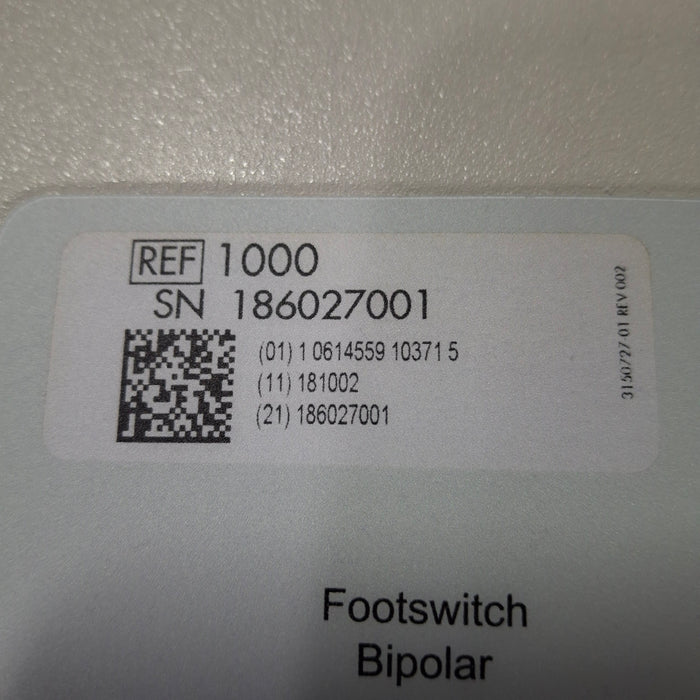 REF 1000
SN 186027001
(01) 1 0614559 10371 5
(11) 181002
(21) 186027001
3150727-01 REV 002
Footswitch
Bipolar